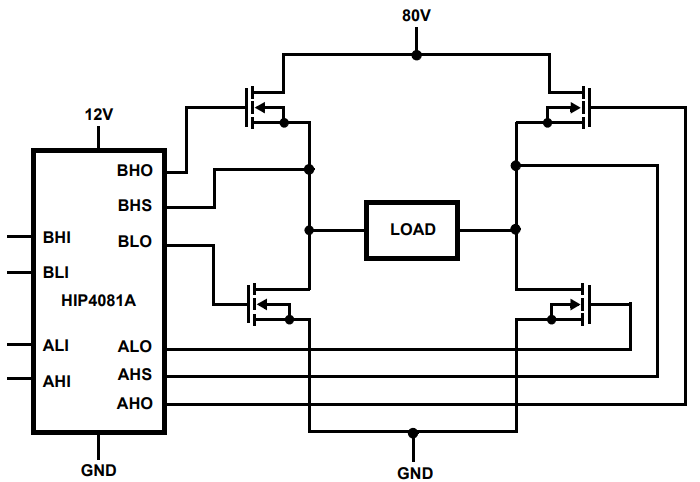 80V
12V
BHO
BHS
BLO
BHI
BLI
HIP4081A
ALI
AHI
ALO
AHS
AHO
LOAD
GND
GND